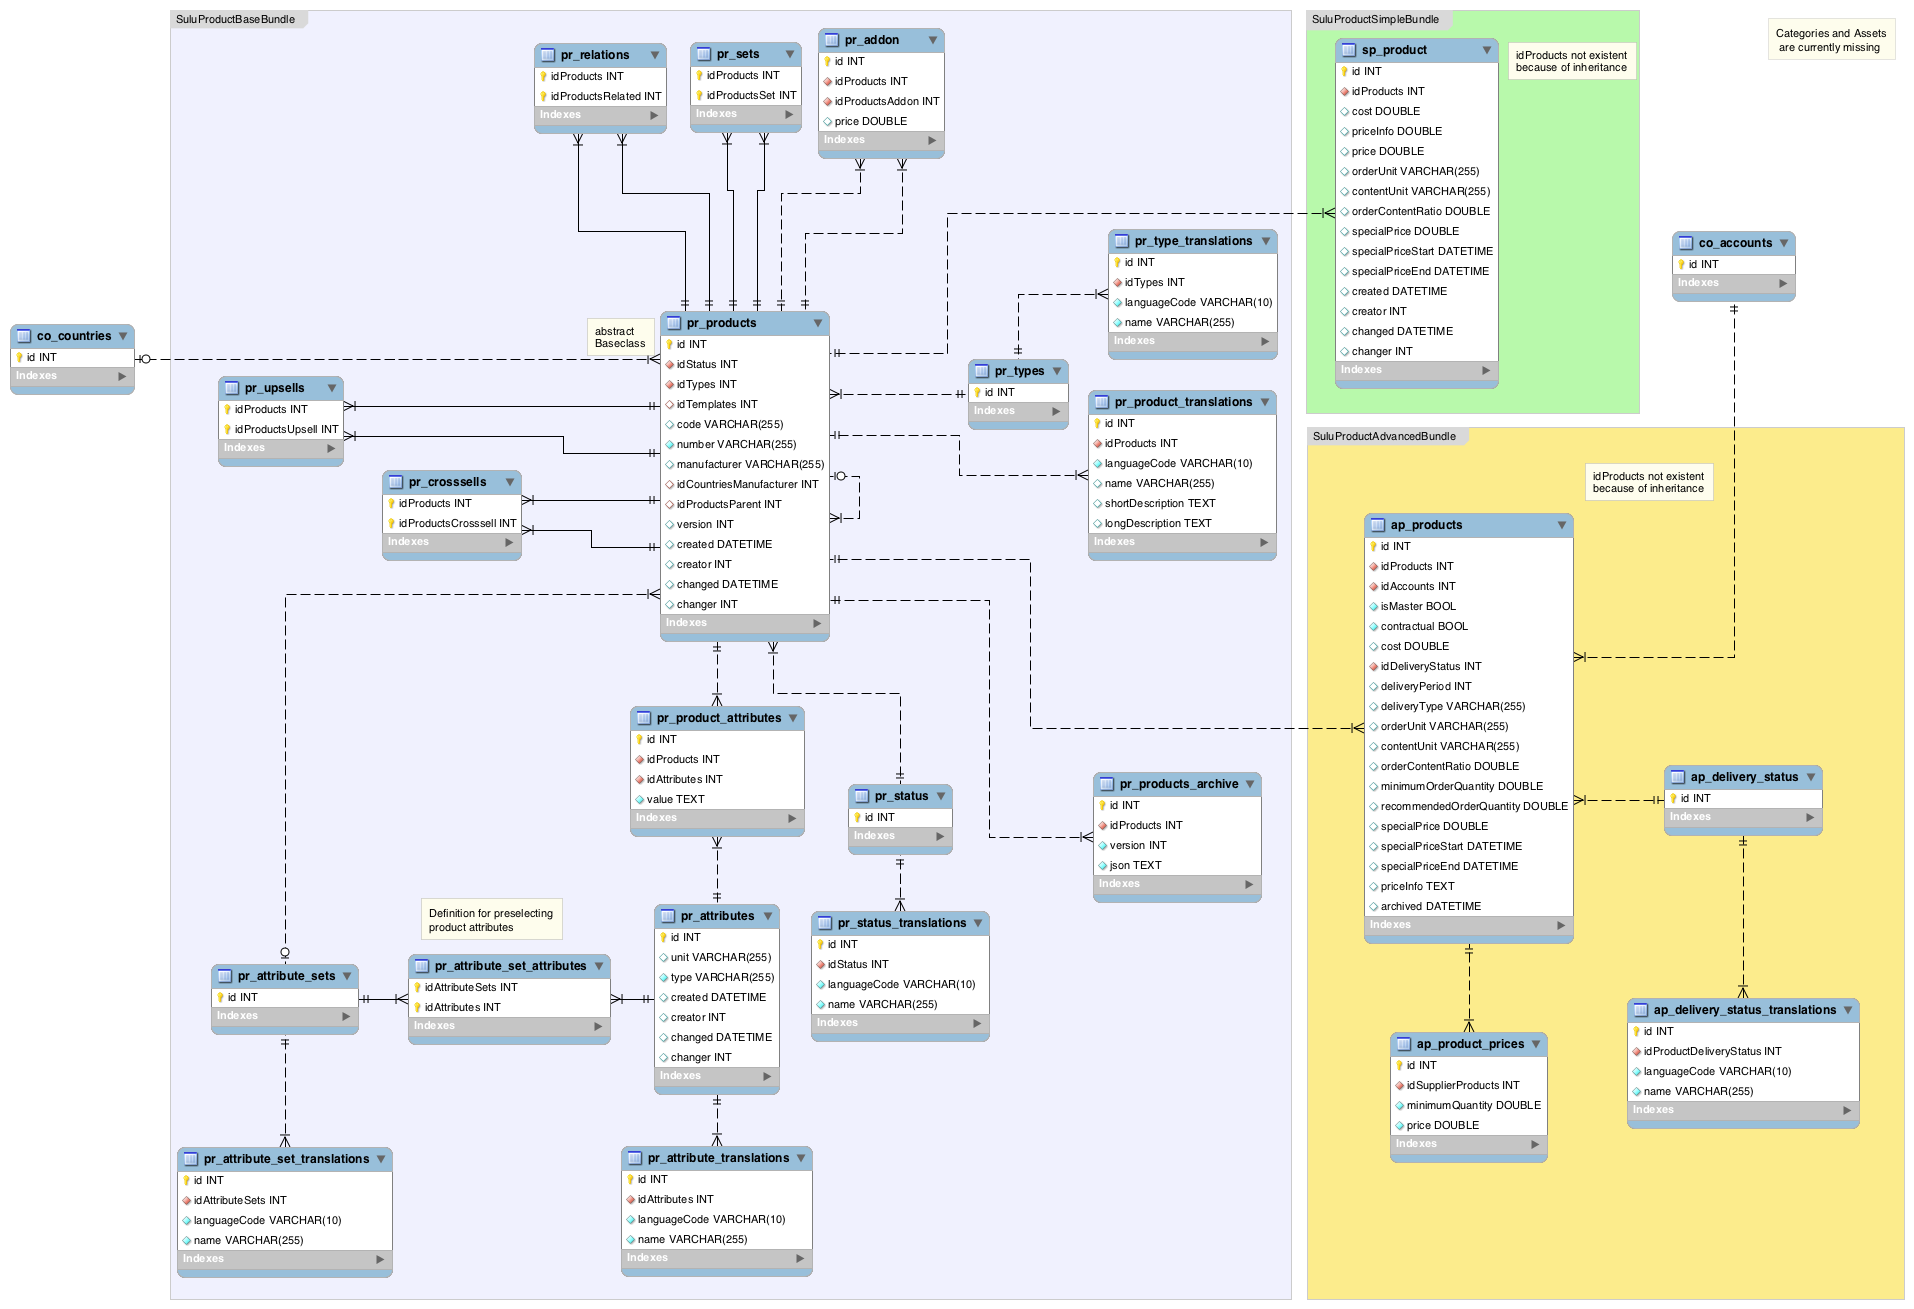 SuluProductBaseBundle
pr_relations
idProducts INT
idProductsRelated INT
Indexes
pr_sets
idProducts INT
idProductsSet INT
Indexes
pr_addon
id INT
idProducts INT
idProductsAddon INT
price DOUBLE
Indexes
co_countries
id INT
Indexes
abstract
Baseclass
pr_products
id INT
idStatus INT
idTypes INT
idTemplates INT
code VARCHAR(255)
number VARCHAR(255)
manufacturer VARCHAR(255)
idCountriesManufacturer INT
idProductsParent INT
version INT
created DATETIME
creator INT
changed DATETIME
changer INT
Indexes
pr_upsells
idProducts INT
idProductsUpsell INT
Indexes
pr_crosssells
idProducts INT
idProductsCrosssell INT
Indexes
pr_type_translations
id INT
idTypes INT
languageCode VARCHAR(10)
name VARCHAR(255)
Indexes
pr_types
id INT
Indexes
pr_product_translations
id INT
idProducts INT
languageCode VARCHAR(10)
name VARCHAR(255)
shortDescription TEXT
longDescription TEXT
Indexes
pr_product_attributes
id INT
idProducts INT
idAttributes INT
value TEXT
Indexes
pr_status
id INT
Indexes
pr_products_archive
id INT
idProducts INT
version INT
json TEXT
Indexes
Definition for preselecting
product attributes
pr_attribute_sets
id INT
Indexes
pr_attribute_set_attributes
idAttributeSets INT
idAttributes INT
Indexes
pr_attributes
id INT
unit VARCHAR(255)
type VARCHAR(255)
created DATETIME
creator INT
changed DATETIME
changer INT
Indexes
pr_status_translations
id INT
idStatus INT
languageCode VARCHAR(10)
name VARCHAR(255)
Indexes
pr_attribute_set_translations
id INT
idAttributeSets INT
languageCode VARCHAR(10)
name VARCHAR(255)
Indexes
pr_attribute_translations
id INT
idAttributes INT
languageCode VARCHAR(10)
name VARCHAR(255)
Indexes
SuluProductSimpleBundle
sp_product
id INT
idProducts INT
cost DOUBLE
priceInfo DOUBLE
price DOUBLE
orderUnit VARCHAR(255)
contentUnit VARCHAR(255)
orderContentRatio DOUBLE
specialPrice DOUBLE
specialPriceStart DATETIME
specialPriceEnd DATETIME
created DATETIME
creator INT
changed DATETIME
changer INT
Indexes
idProducts not existent
because of inheritance
Categories and Assets
are currently missing
co_accounts
id INT
Indexes
SuluProductAdvancedBundle
idProducts not existent
because of inheritance
ap_products
id INT
idProducts INT
idAccounts INT
isMaster BOOL
contractual BOOL
cost DOUBLE
idDeliveryStatus INT
deliveryPeriod INT
deliveryType VARCHAR(255)
orderUnit VARCHAR(255)
contentUnit VARCHAR(255)
orderContentRatio DOUBLE
minimumOrderQuantity DOUBLE
recommendedOrderQuantity DOUBLE
specialPrice DOUBLE
specialPriceStart DATETIME
specialPriceEnd DATETIME
priceInfo TEXT
archived DATETIME
Indexes
ap_delivery_status
id INT
Indexes
ap_product_prices
id INT
idSupplierProducts INT
minimumQuantity DOUBLE
price DOUBLE
Indexes
ap_delivery_status_translations
id INT
idProductDeliveryStatus INT
languageCode VARCHAR(10)
name VARCHAR(255)
Indexes